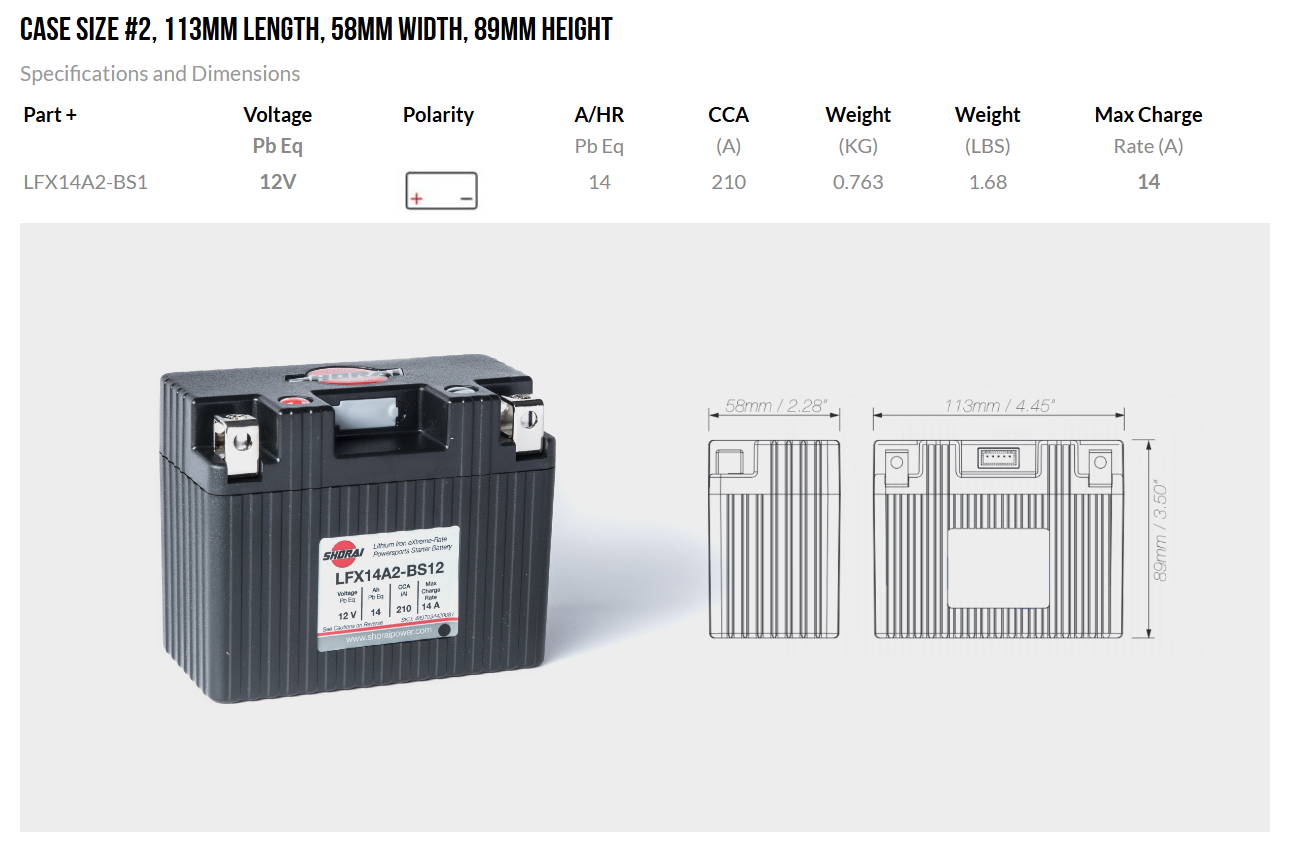 CASE SIZE #2, 113MM LENGTH, 58MM WIDTH, 89MM HEIGHT
Specifications and Dimensions
Part + Voltage Polarity A/HR CCA Weight Weight Max Charge
Pb Eq Pb Eq (A) (KG) (LBS) Rate (A)
LFX14A2-BS1 12V + − 14 210 0.763 1.68 14
58mm / 2.28" 113mm / 4.45"
89mm / 3.50"
SHORAI
Lithium Iron eXtreme-Rate
Powersports Starter Battery
LFX14A2-BS12
Voltage Ah CCA Max
Pb Eq Pb Eq (A) Charge
Rate
12 V 14 210 14 A
See Cautions on Reverse
www.shoraipower.com